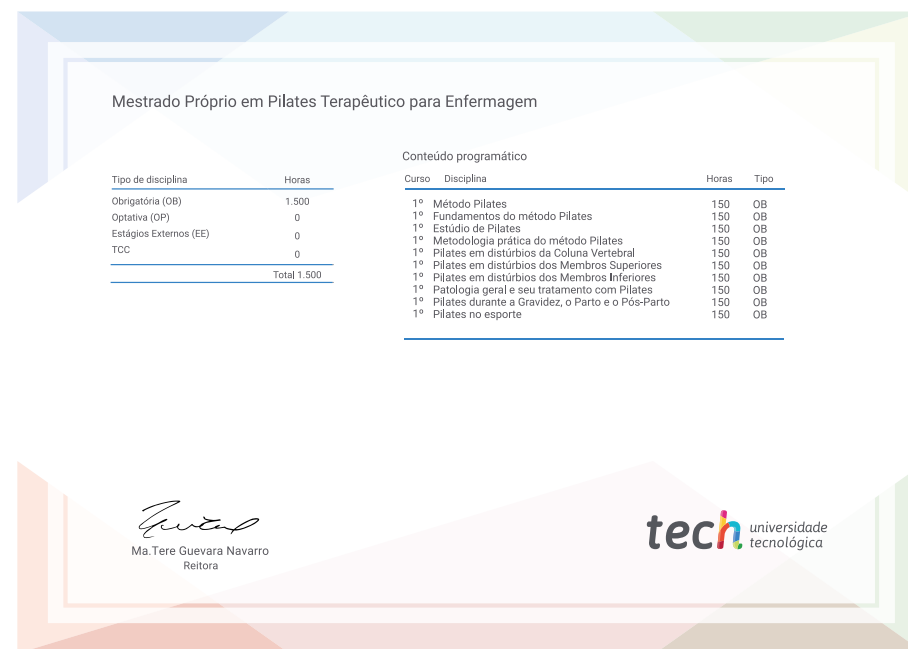 Mestrado Próprio em Pilates Terapêutico para Enfermagem
Tipo de disciplina Horas
Obrigatória (OB) 1.500
Optativa (OP) 0
Estágios Externos (EE) 0
TCC 0
Total 1.500
Conteúdo programático
Curso Disciplina Horas Tipo
1º Método Pilates 150 OB
1º Fundamentos do método Pilates 150 OB
1º Estúdio de Pilates 150 OB
1º Metodologia prática do método Pilates 150 OB
1º Pilates em distúrbios da Coluna Vertebral 150 OB
1º Pilates em distúrbios dos Membros Superiores 150 OB
1º Pilates em distúrbios dos Membros Inferiores 150 OB
1º Patologia geral e seu tratamento com Pilates 150 OB
1º Pilates durante a Gravidez, o Parto e o Pós-Parto 150 OB
1º Pilates no esporte 150 OB
Ma.Tere Guevara Navarro
Reitora
tech universidade
tecnológica